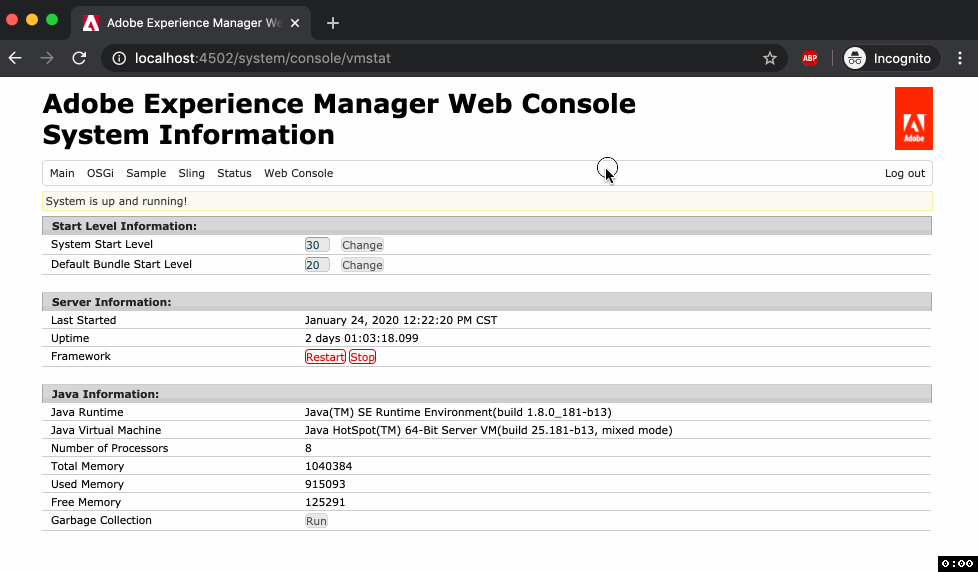 Adobe Experience Manager We
localhost:4502/system/console/vmstat
ABP
Incognito
Adobe Experience Manager Web Console
System Information
Adobe
Main OSGi Sample Sling Status Web Console Log out
System is up and running!
Start Level Information:
System Start Level 30 Change
Default Bundle Start Level 20 Change
Server Information:
Last Started January 24, 2020 12:22:20 PM CST
Uptime 2 days 01:03:18.099
Framework Restart Stop
Java Information:
Java Runtime Java(TM) SE Runtime Environment(build 1.8.0_181-b13)
Java Virtual Machine Java HotSpot(TM) 64-Bit Server VM(build 25.181-b13, mixed mode)
Number of Processors 8
Total Memory 1040384
Used Memory 915093
Free Memory 125291
Garbage Collection Run
0:00